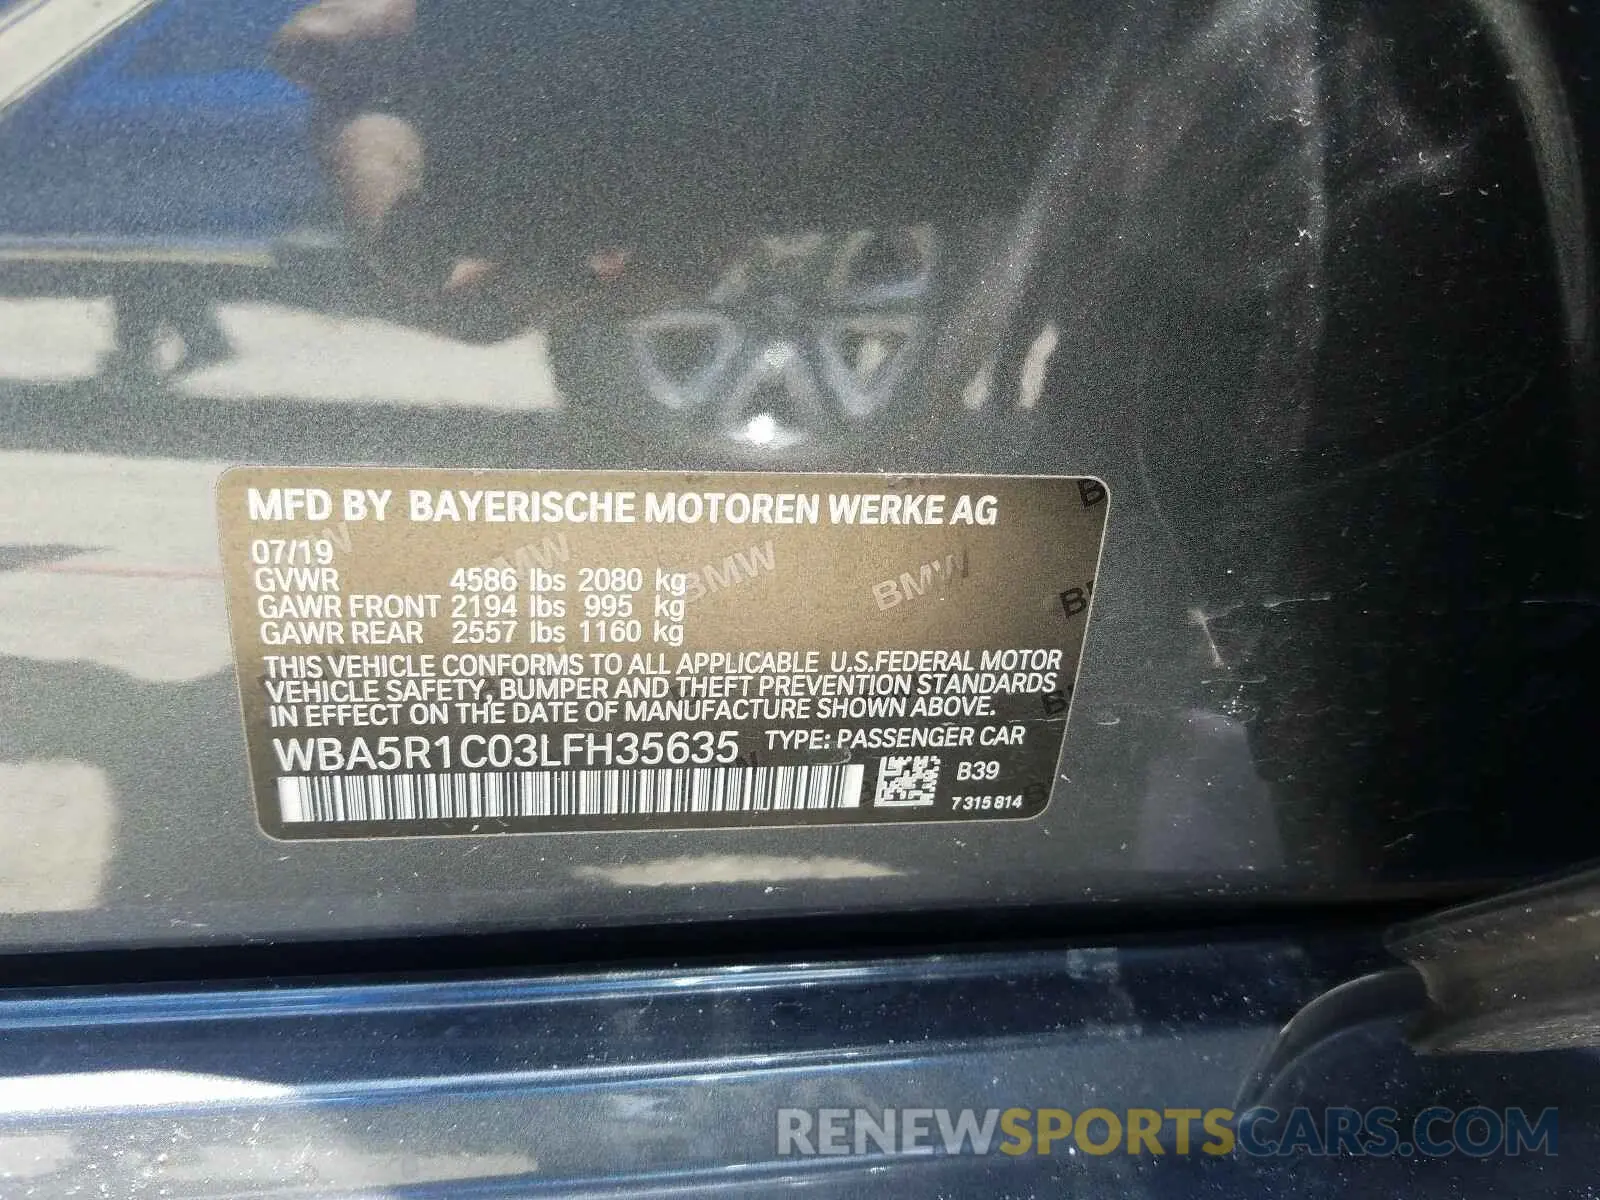 MFD BY BAYERISCHE MOTOREN WERKE AG
07/19
GVWR 4586 lbs 2080 kg
GAWR FRONT 2194 lbs 995 kg
GAWR REAR 2557 lbs 1160 kg
THIS VEHICLE CONFORMS TO ALL APPLICABLE U.S.FEDERAL MOTOR
VEHICLE SAFETY, BUMPER AND THEFT PREVENTION STANDARDS
IN EFFECT ON THE DATE OF MANUFACTURE SHOWN ABOVE.
WBA5R1C03LFH35635 TYPE: PASSENGER CAR
B39
7 315 814
BMW BMW BMW
RENEWSPORTSCARS.COM